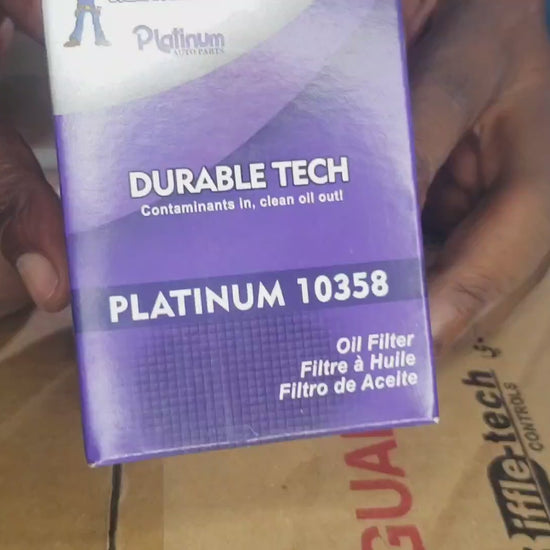 Platinum
AUTO PARTS
DURABLE TECH
Contaminants in, clean oil out!
PLATINUM 10358
Oil Filter
Filtre à Huile
Filtro de Aceite
GUA
iffle-tech
CONTROLS